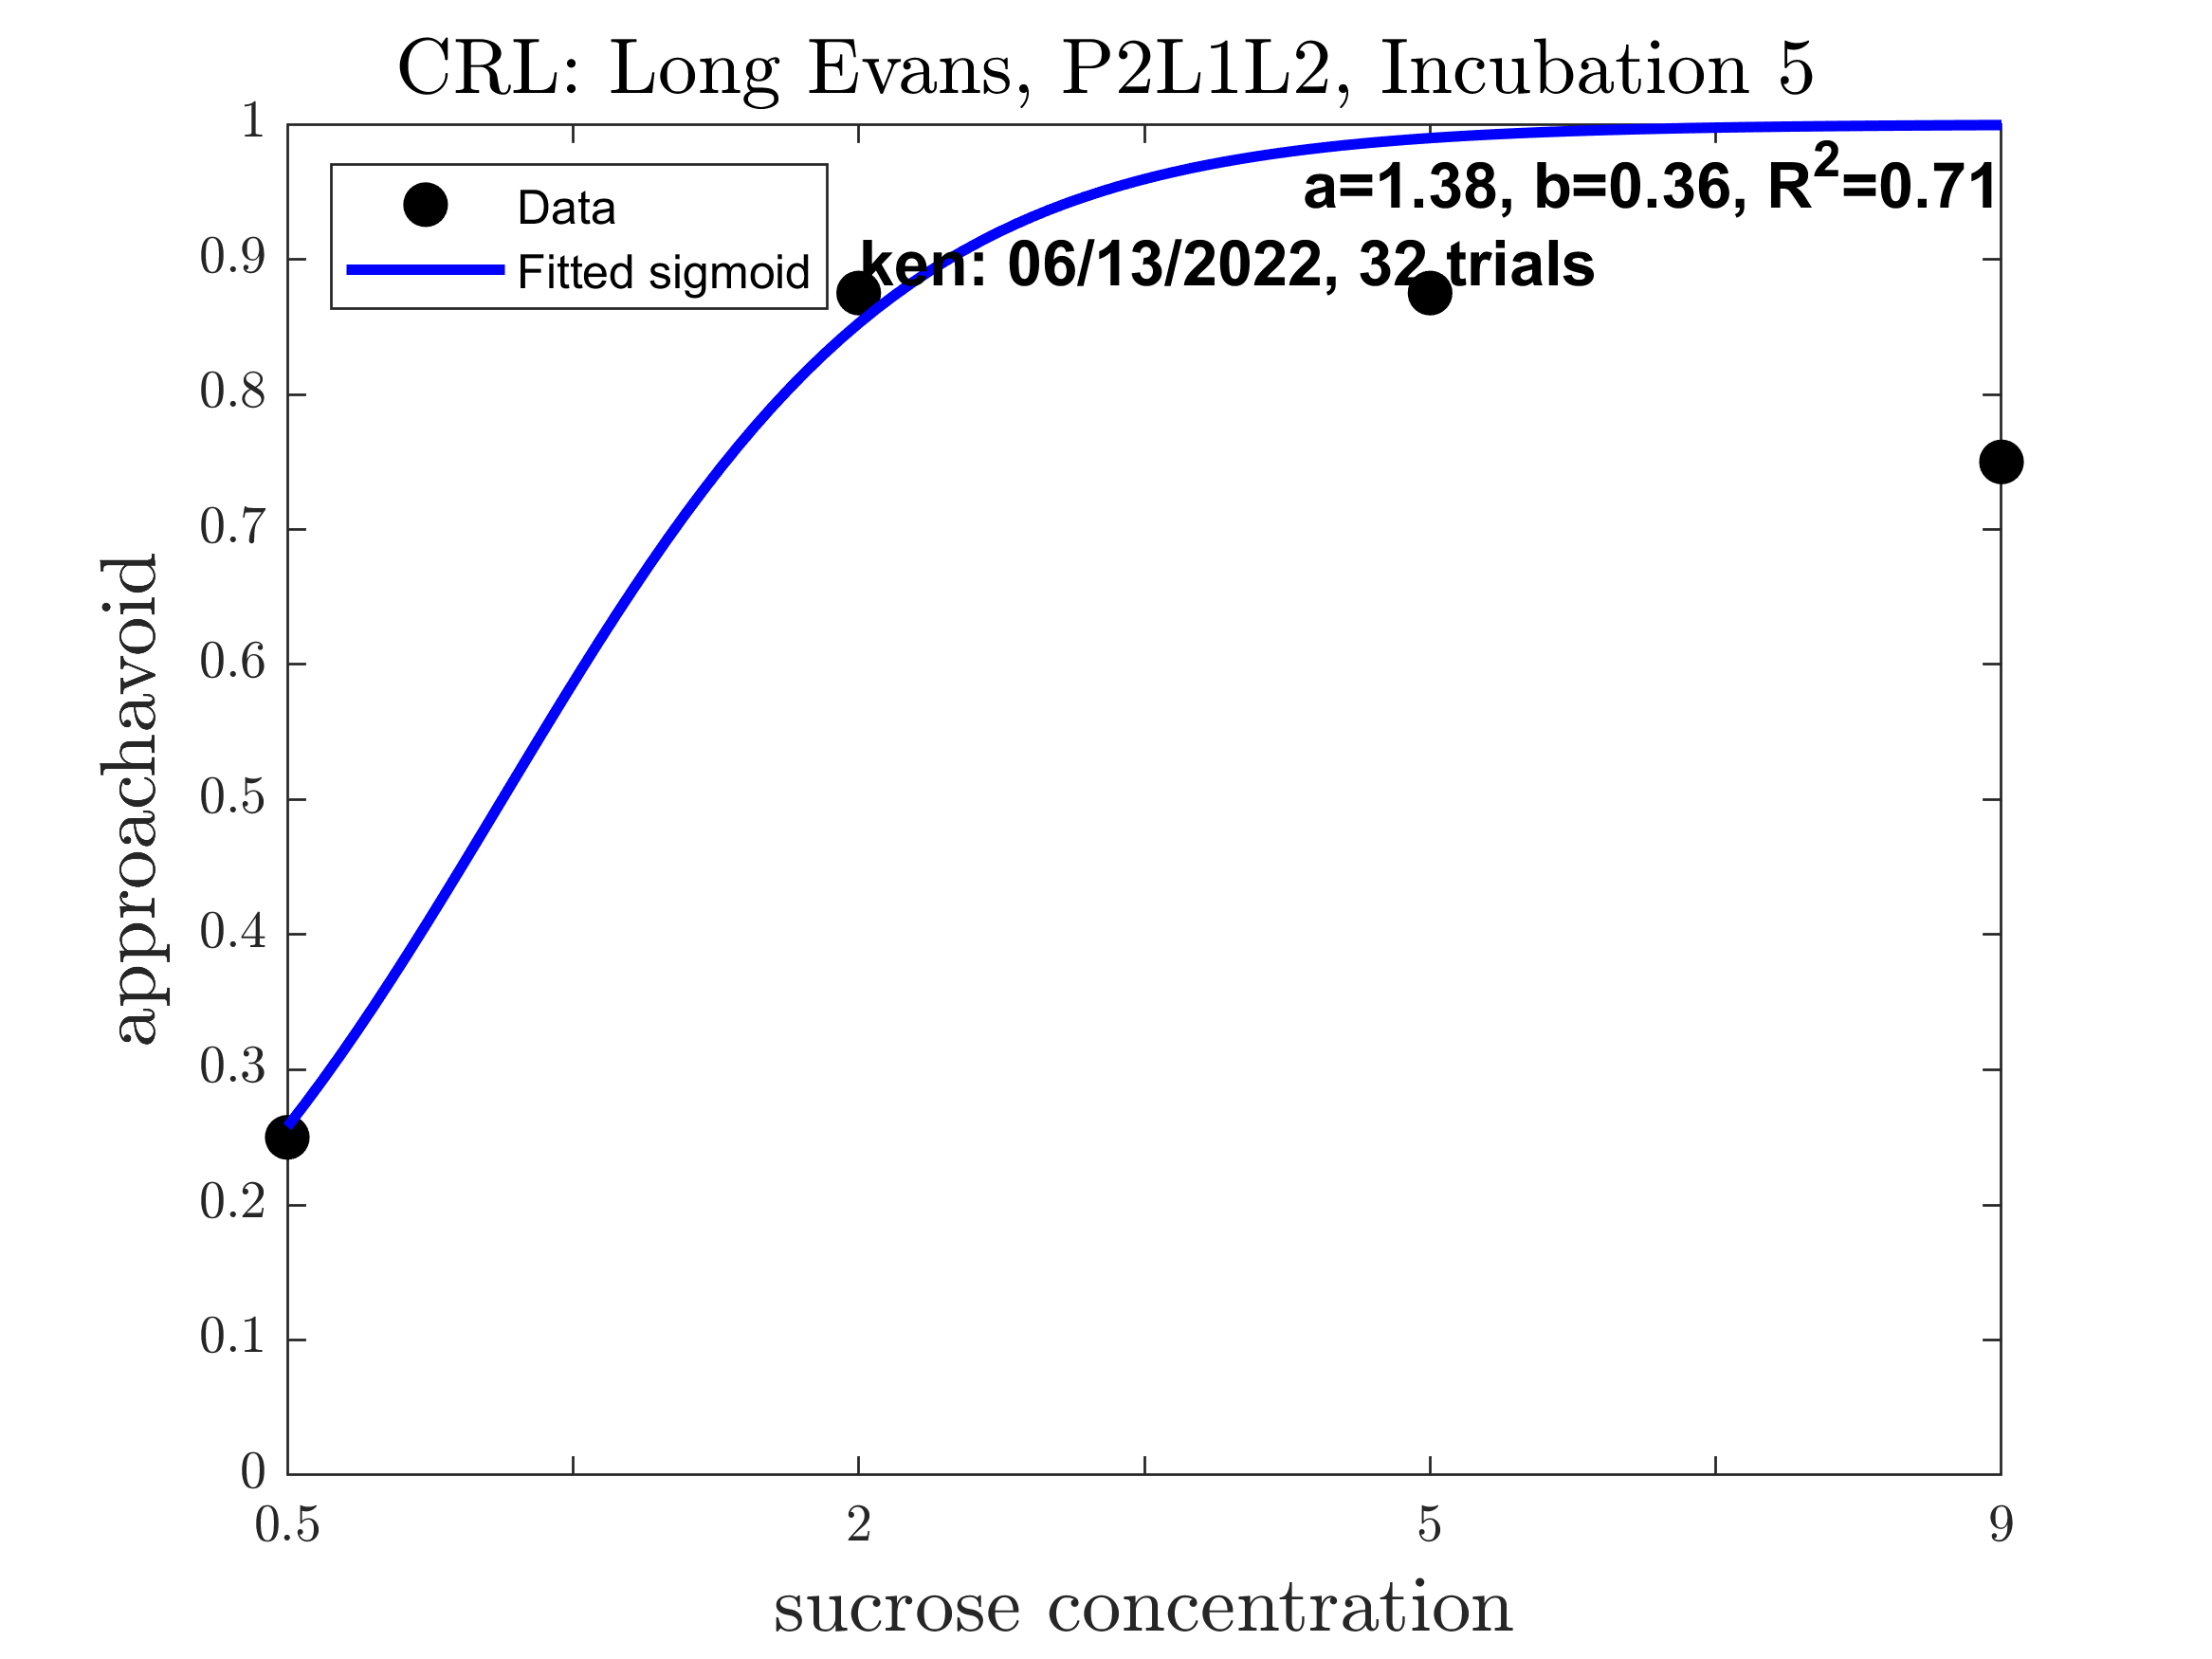 CRL: Long Evans, P2L1L2, Incubation 5
1
Data
Fitted sigmoid
a=1.38, b=0.36, R²=0.71
ken: 06/13/2022, 32 trials
0.9
0.8
0.7
0.6
0.5
0.4
0.3
0.2
0.1
0
approachavoid
0.5 2 5 9
sucrose concentration